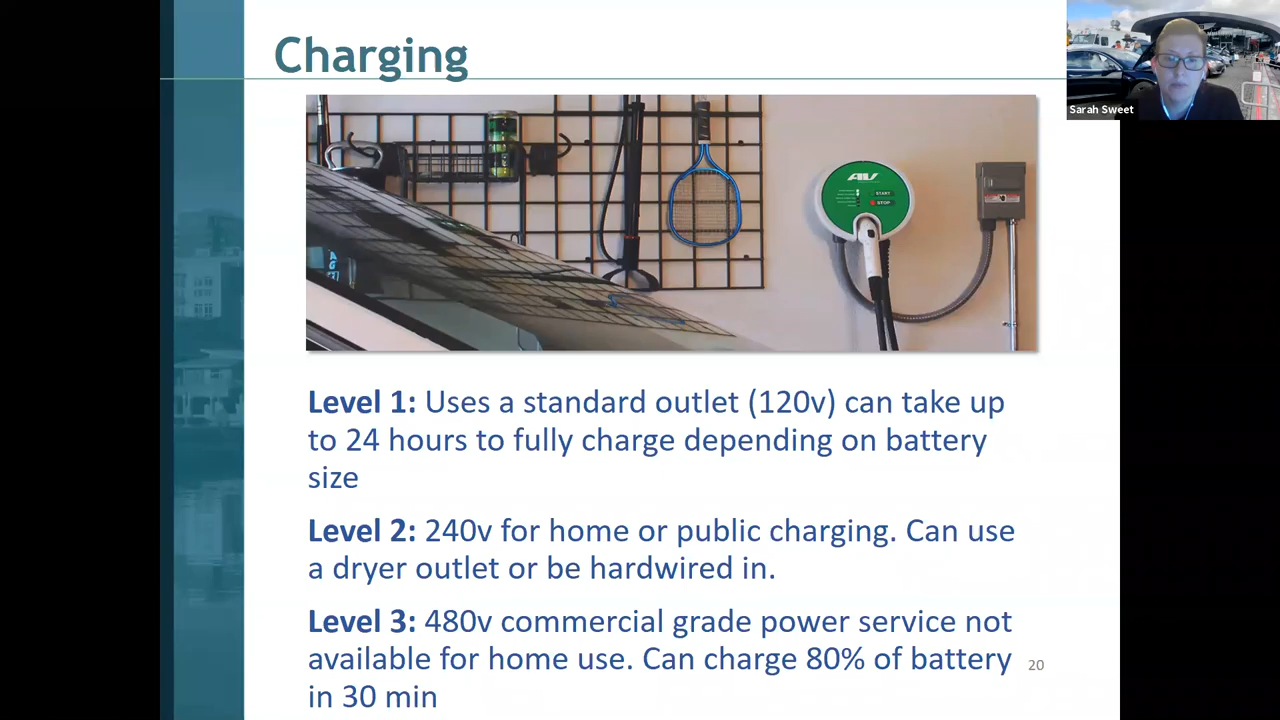 Charging
Sarah Sweet
AV
START
STOP
Level 1: Uses a standard outlet (120v) can take up
to 24 hours to fully charge depending on battery
size
Level 2: 240v for home or public charging. Can use
a dryer outlet or be hardwired in.
Level 3: 480v commercial grade power service not
available for home use. Can charge 80% of battery
in 30 min
20